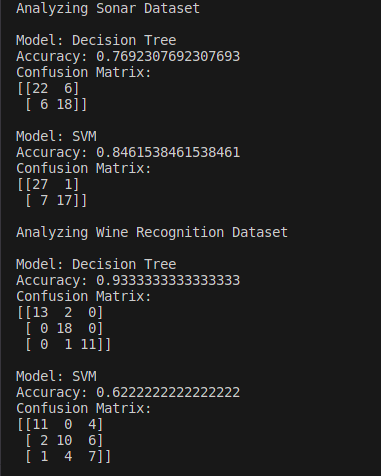 Analyzing Sonar Dataset
Model: Decision Tree
Accuracy: 0.7692307692307693
Confusion Matrix:
[[22  6]
 [ 6 18]]
Model: SVM
Accuracy: 0.8461538461538461
Confusion Matrix:
[[27  1]
 [ 7 17]]
Analyzing Wine Recognition Dataset
Model: Decision Tree
Accuracy: 0.9333333333333333
Confusion Matrix:
[[13  2  0]
 [ 0 18  0]
 [ 0  1 11]]
Model: SVM
Accuracy: 0.6222222222222222
Confusion Matrix:
[[11  0  4]
 [ 2 10  6]
 [ 1  4  7]]